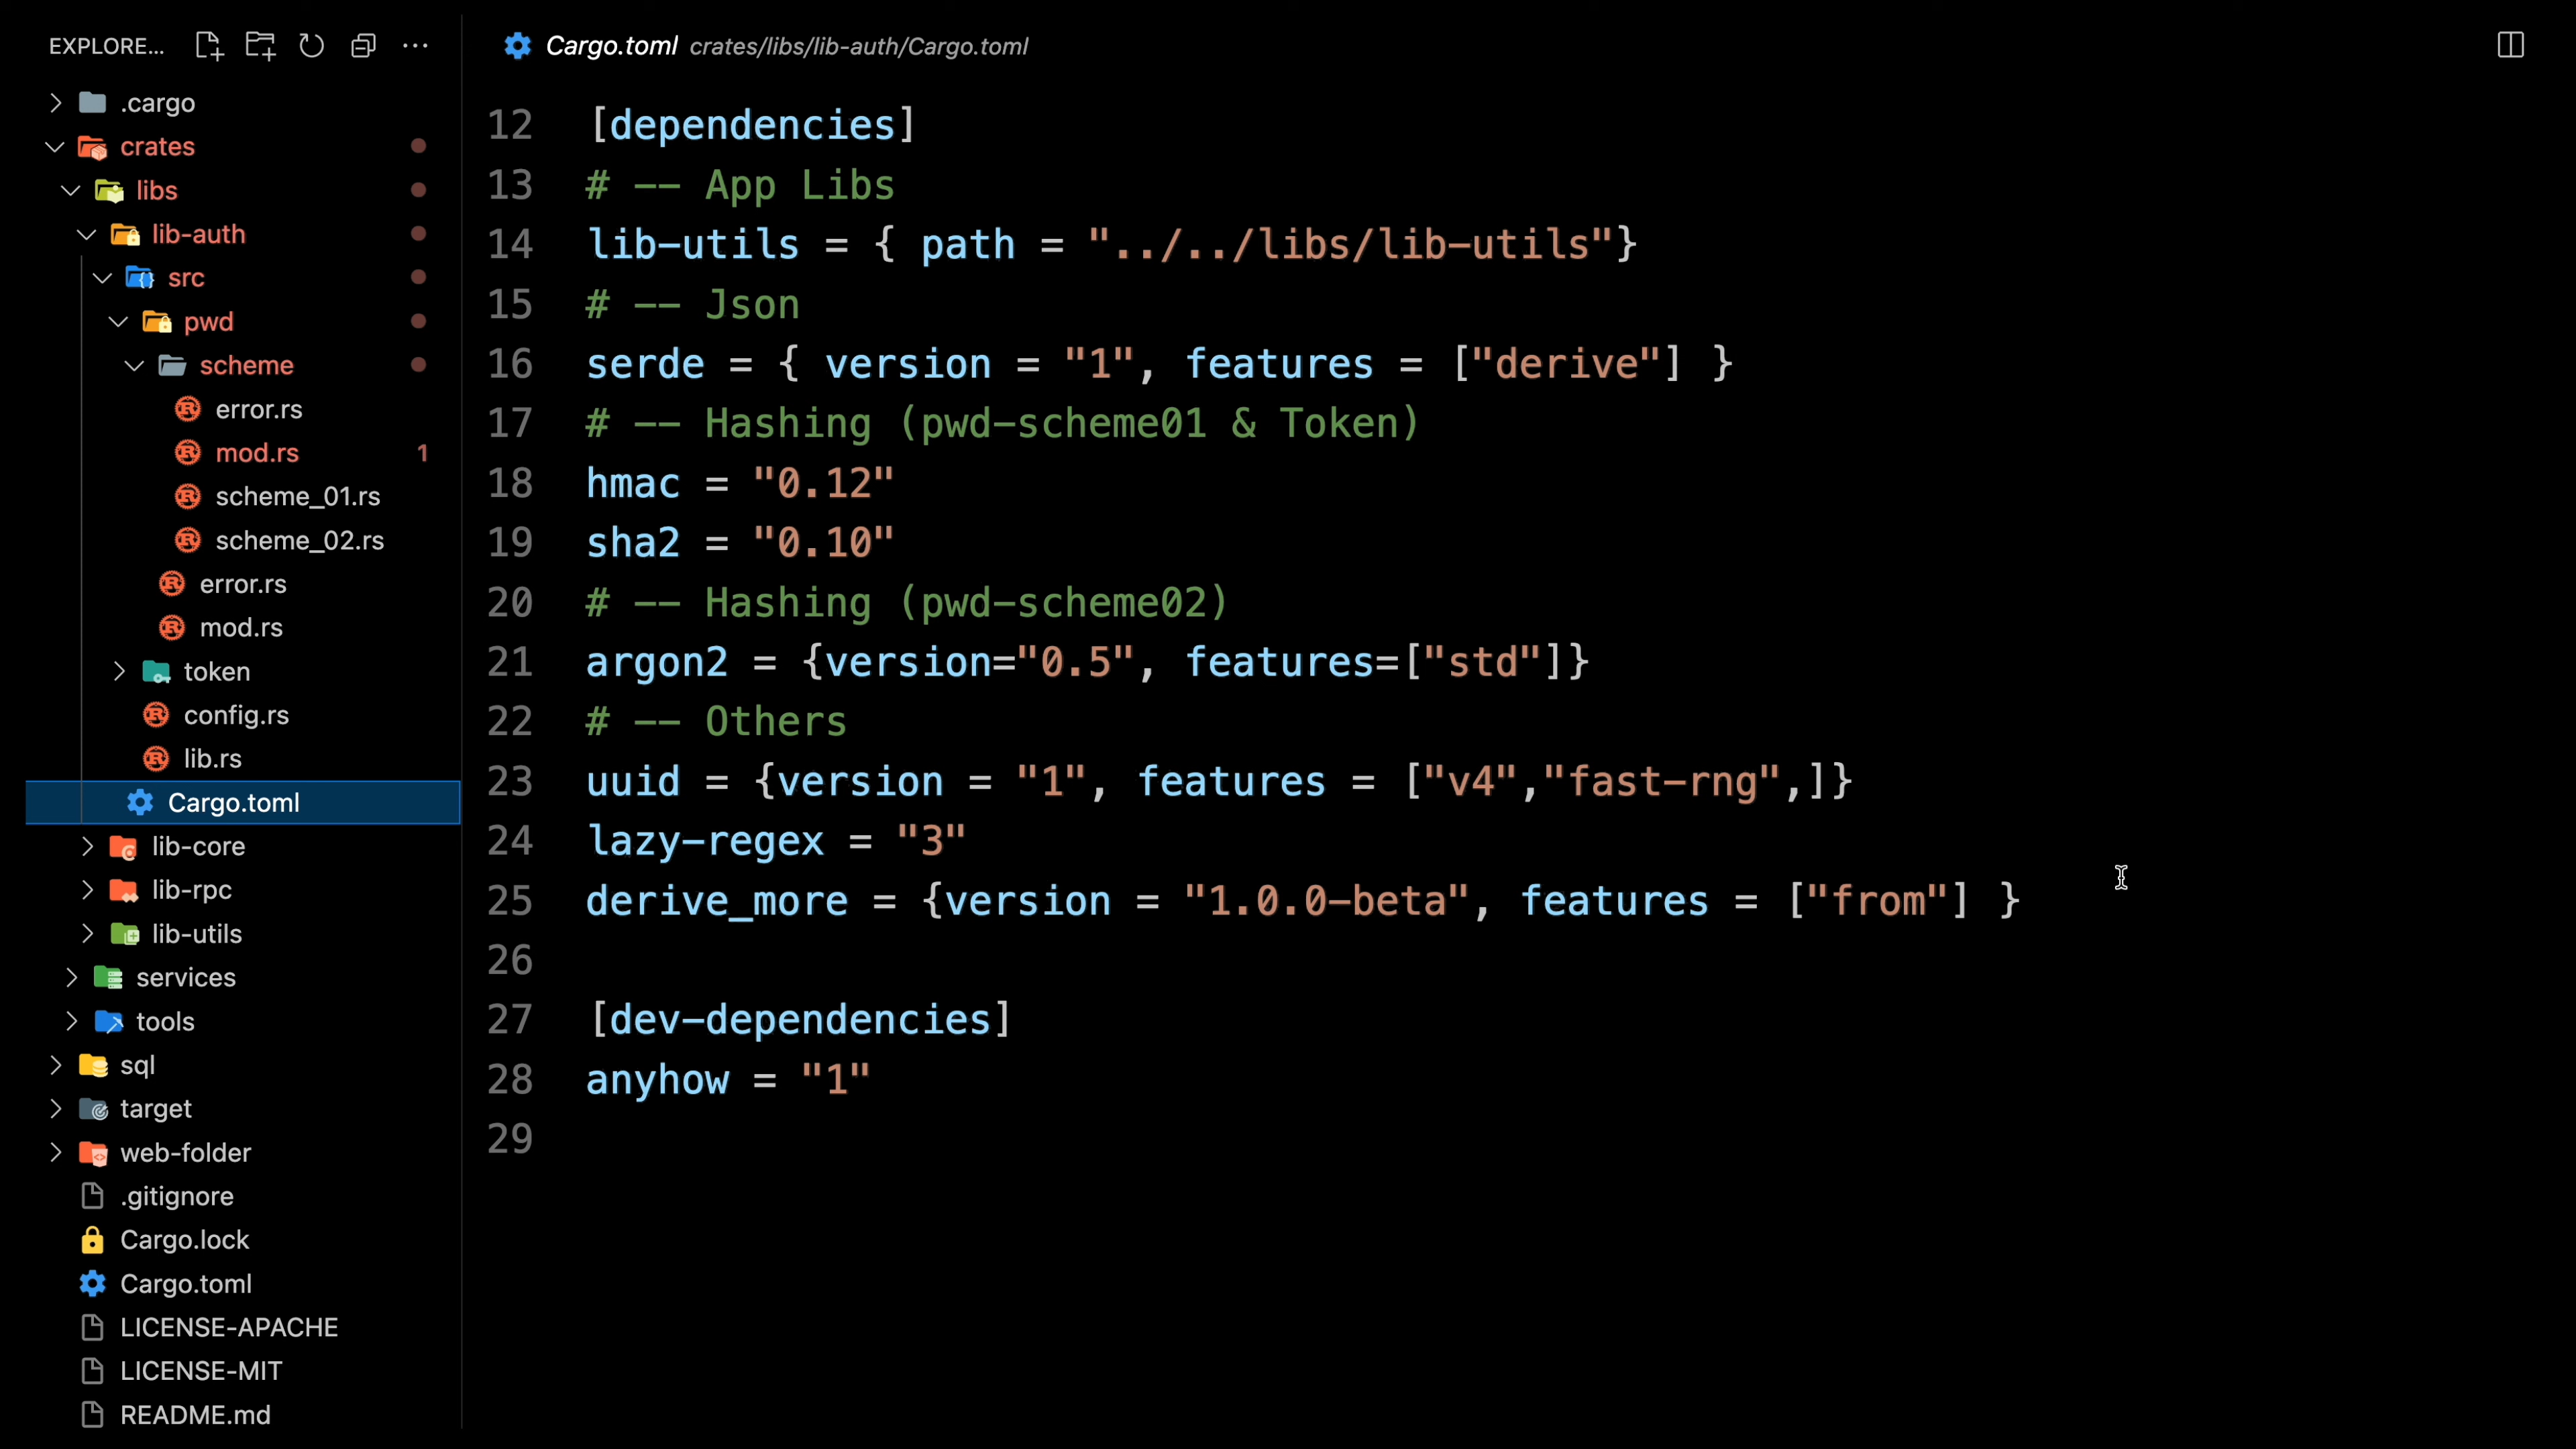 EXPLORE...
.cargo
crates
libs
lib-auth
src
pwd
scheme
error.rs
mod.rs 1
scheme_01.rs
scheme_02.rs
error.rs
mod.rs
token
config.rs
lib.rs
Cargo.toml
lib-core
lib-rpc
lib-utils
services
tools
sql
target
web-folder
.gitignore
Cargo.lock
Cargo.toml
LICENSE-APACHE
LICENSE-MIT
README.md
Cargo.toml crates/libs/lib-auth/Cargo.toml
12 [dependencies]
13 # -- App Libs
14 lib-utils = { path = "../../libs/lib-utils"}
15 # -- Json
16 serde = { version = "1", features = ["derive"] }
17 # -- Hashing (pwd-scheme01 & Token)
18 hmac = "0.12"
19 sha2 = "0.10"
20 # -- Hashing (pwd-scheme02)
21 argon2 = {version="0.5", features=["std"]}
22 # -- Others
23 uuid = {version = "1", features = ["v4","fast-rng",]}
24 lazy-regex = "3"
25 derive_more = {version = "1.0.0-beta", features = ["from"] }
26
27 [dev-dependencies]
28 anyhow = "1"
29